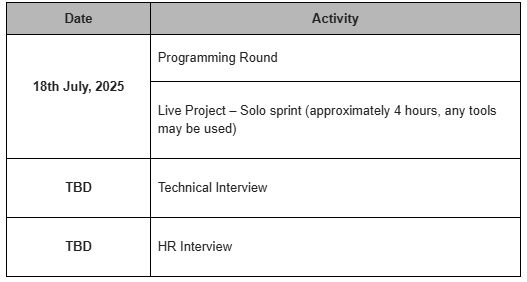 Date
Activity
18th July, 2025
Programming Round
Live Project – Solo sprint (approximately 4 hours, any tools
may be used)
TBD
Technical Interview
TBD
HR Interview